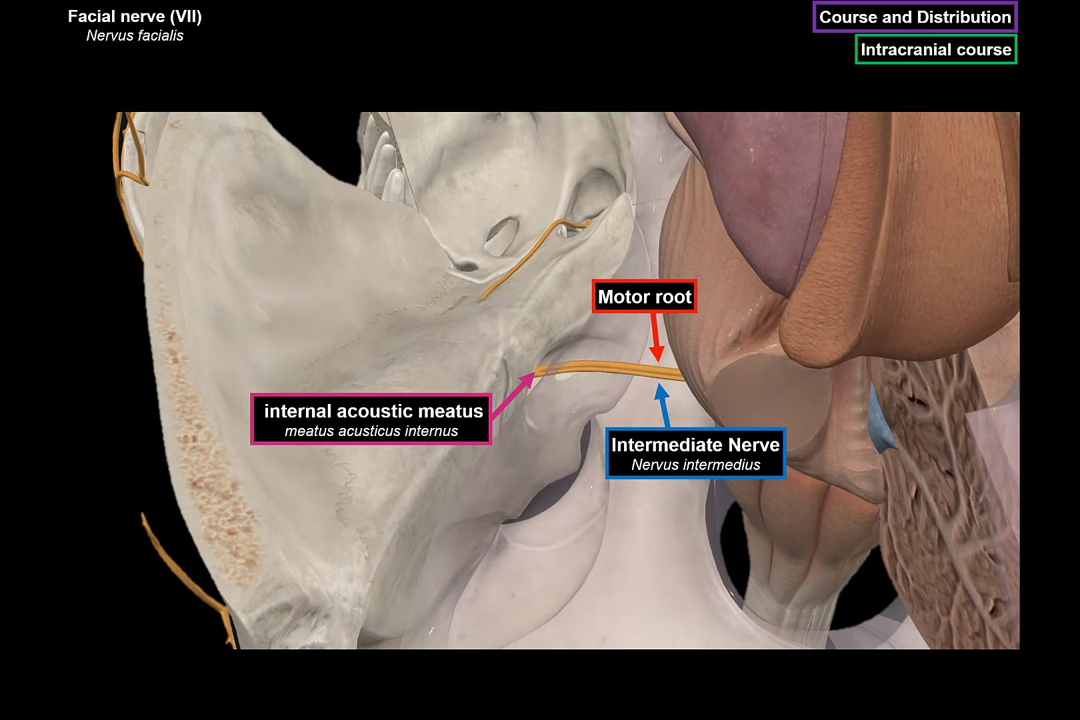 Facial nerve (VII)
Nervus facialis
Course and Distribution
Intracranial course
Motor root
internal acoustic meatus
meatus acusticus internus
Intermediate Nerve
Nervus intermedius